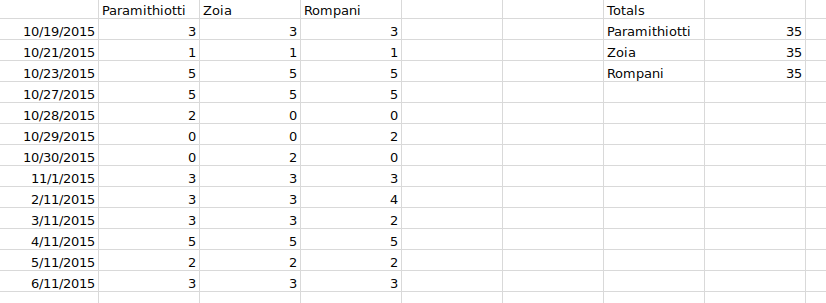 Paramithiotti Zoia Rompani Totals
10/19/2015 3 3 3 Paramithiotti 35
10/21/2015 1 1 1 Zoia 35
10/23/2015 5 5 5 Rompani 35
10/27/2015 5 5 5
10/28/2015 2 0 0
10/29/2015 0 0 2
10/30/2015 0 2 0
11/1/2015 3 3 3
2/11/2015 3 3 4
3/11/2015 3 3 2
4/11/2015 5 5 5
5/11/2015 2 2 2
6/11/2015 3 3 3